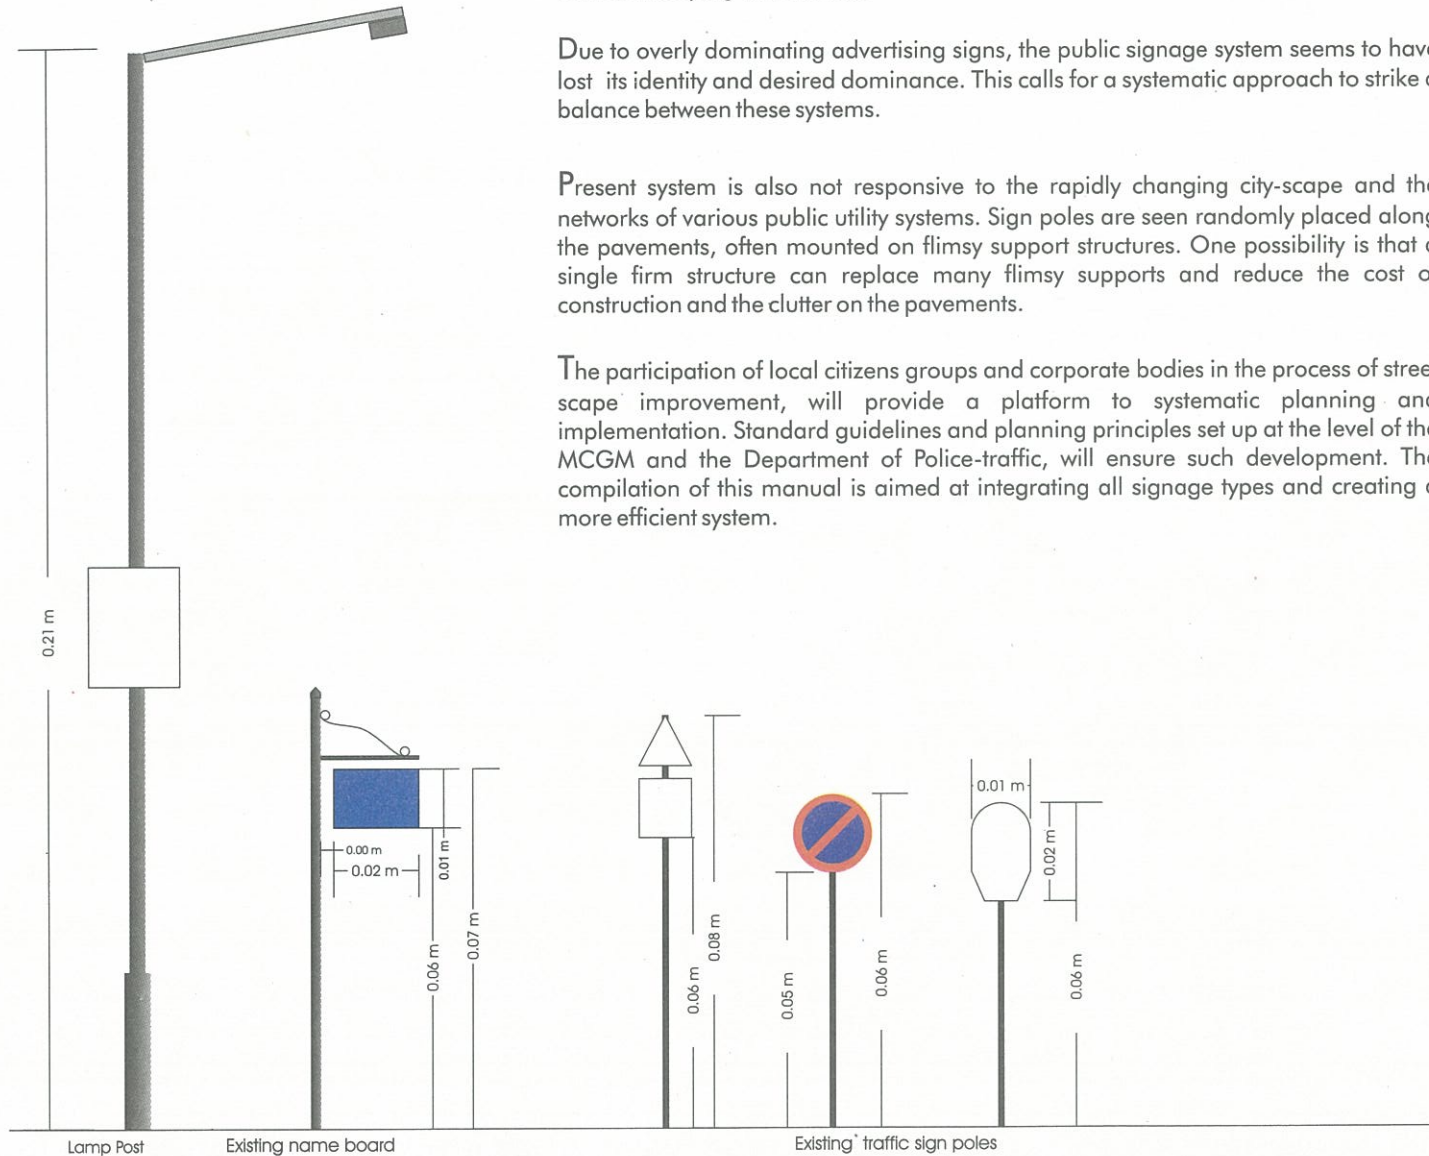 Due to overly dominating advertising signs, the public signage system seems to have
lost its identity and desired dominance. This calls for a systematic approach to strike a
balance between these systems.
Present system is also not responsive to the rapidly changing city-scape and the
networks of various public utility systems. Sign poles are seen randomly placed along
the pavements, often mounted on flimsy support structures. One possibility is that a
single firm structure can replace many flimsy supports and reduce the cost of
construction and the clutter on the pavements.
The participation of local citizens groups and corporate bodies in the process of stree
scape improvement, will provide a platform to systematic planning and
implementation. Standard guidelines and planning principles set up at the level of the
MCGM and the Department of Police-traffic, will ensure such development. The
compilation of this manual is aimed at integrating all signage types and creating a
more efficient system.
0.21 m
0.00 m
0.02 m
0.01 m
0.06 m
0.07 m
0.06 m
0.08 m
0.05 m
0.06 m
0.01 m
0.02 m
0.06 m
Lamp Post
Existing name board
Existing traffic sign poles